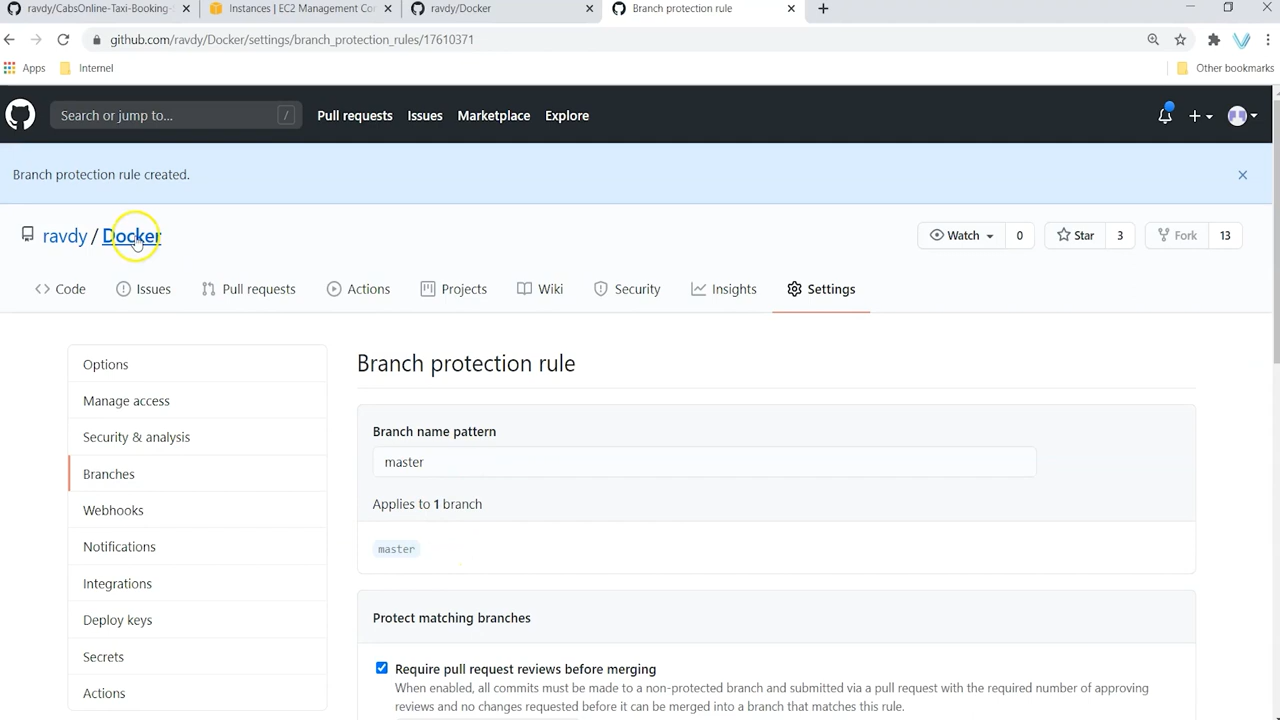 ravdy/CabsOnline-Taxi-Booking-
Instances | EC2 Management Con
ravdy/Docker
Branch protection rule
github.com/ravdy/Docker/settings/branch_protection_rules/17610371
Apps
Internet
Other bookmarks
Search or jump to...
/
Pull requests
Issues
Marketplace
Explore
Branch protection rule created.
ravdy / Docker
Watch 0
Star 3
Fork 13
Code
Issues
Pull requests
Actions
Projects
Wiki
Security
Insights
Settings
Options
Manage access
Security & analysis
Branches
Webhooks
Notifications
Integrations
Deploy keys
Secrets
Actions
Branch protection rule
Branch name pattern
master
Applies to 1 branch
master
Protect matching branches
Require pull request reviews before merging
When enabled, all commits must be made to a non-protected branch and submitted via a pull request with the required number of approving
reviews and no changes requested before it can be merged into a branch that matches this rule.